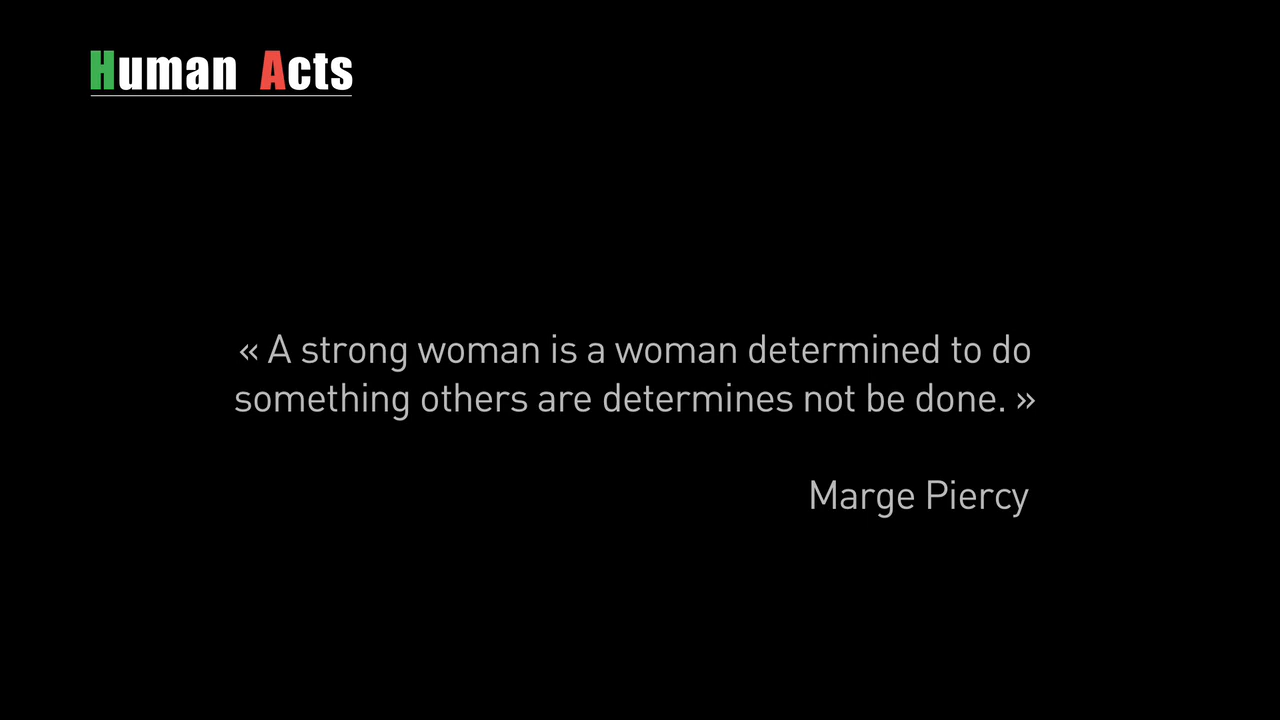 Human Acts
« A strong woman is a woman determined to do
something others are determines not be done. »
Marge Piercy